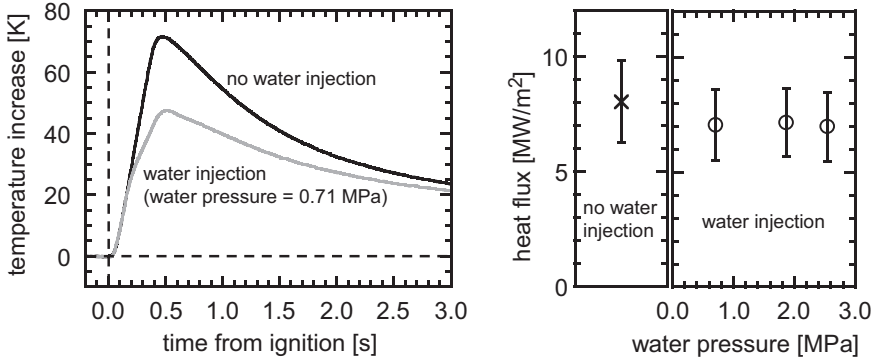 temperature increase [K]
80
60
40
20
0
no water injection
water injection
(water pressure = 0.71 MPa)
0.0 0.5 1.0 1.5 2.0 2.5 3.0
time from ignition [s]
heat flux [MW/m²]
10
5
0
no water
injection
water injection
0.0 1.0 2.0 3.0
water pressure [MPa]